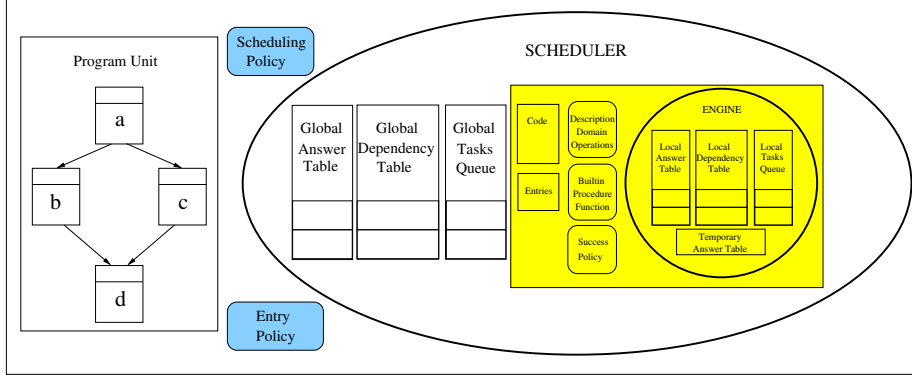 Program Unit
a
b
c
d
Scheduling
Policy
Entry
Policy
SCHEDULER
Global
Answer
Table
Global
Dependency
Table
Global
Tasks
Queue
Code
Entries
Description
Domain
Operations
Builtin
Procedure
Function
Success
Policy
ENGINE
Local
Answer
Table
Local
Dependency
Table
Local
Tasks
Queue
Temporary
Answer Table